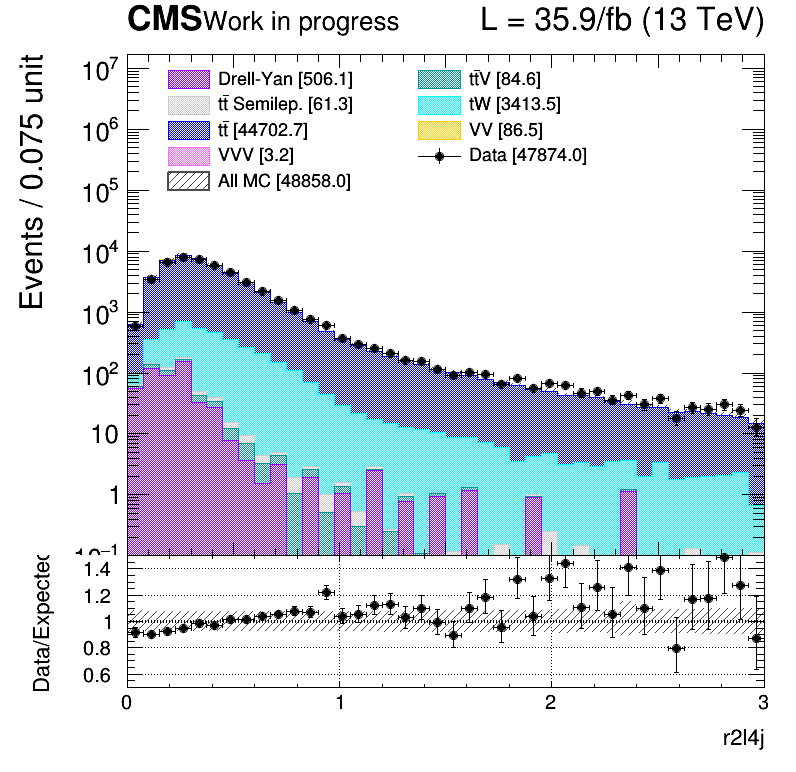 CMS Work in progress L = 35.9/fb (13 TeV)
Events / 0.075 unit
10⁷
10⁶
10⁵
10⁴
10³
10²
10
1
10⁻¹
Drell-Yan [506.1]
tt̄ Semilep. [61.3]
tt̄ [44702.7]
VVV [3.2]
All MC [48858.0]
tt̄V [84.6]
tW [3413.5]
VV [86.5]
Data [47874.0]
Data/Expected
1.4
1.2
1
0.8
0.6
0 1 2 3
r2l4j